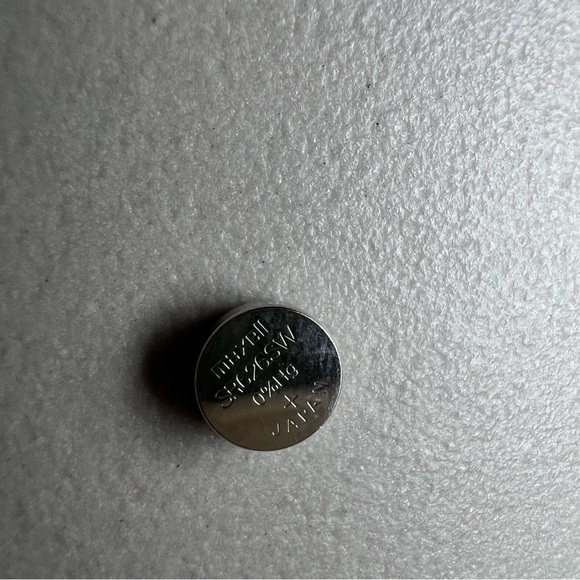 maxell
SR626SW
0%Hg
+
JAPAN